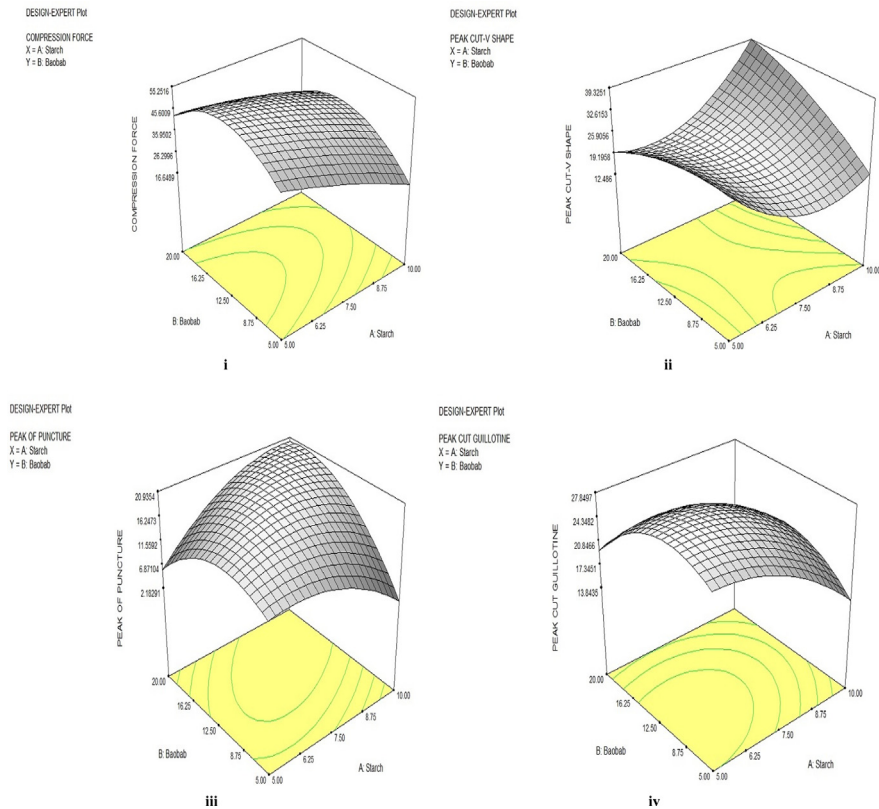 DESIGN-EXPERT Plot
COMPRESSION FORCE
X = A: Starch
Y = B: Baobab
55.2516
45.6009
35.9502
26.2996
16.6489
COMPRESSION FORCE
20.00
16.25
12.50
8.75
5.00
B: Baobab
5.00
6.25
7.50
8.75
10.00
A: Starch
i
DESIGN-EXPERT Plot
PEAK CUT-V SHAPE
X = A: Starch
Y = B: Baobab
39.3251
32.6153
25.9056
19.1958
12.486
PEAK CUT-V SHAPE
20.00
16.25
12.50
8.75
5.00
B: Baobab
5.00
6.25
7.50
8.75
10.00
A: Starch
ii
DESIGN-EXPERT Plot
PEAK OF PUNCTURE
X = A: Starch
Y = B: Baobab
20.9354
16.2473
11.5592
6.87104
2.18291
PEAK OF PUNCTURE
20.00
16.25
12.50
8.75
5.00
B: Baobab
5.00
6.25
7.50
8.75
10.00
A: Starch
iii
DESIGN-EXPERT Plot
PEAK CUT GUILLOTINE
X = A: Starch
Y = B: Baobab
27.8497
24.3482
20.8466
17.3451
13.8435
PEAK CUT GUILLOTINE
20.00
16.25
12.50
8.75
5.00
B: Baobab
5.00
6.25
7.50
8.75
10.00
A: Starch
iv